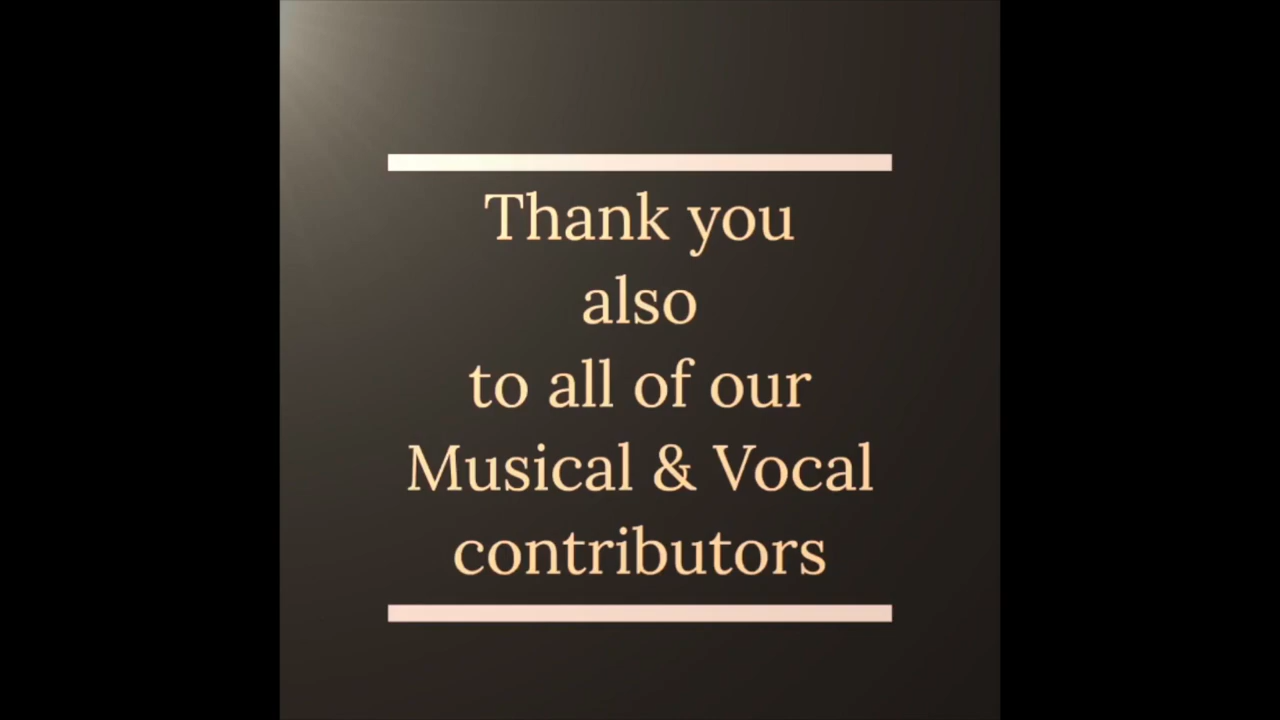 Thank you
also
to all of our
Musical & Vocal
contributors